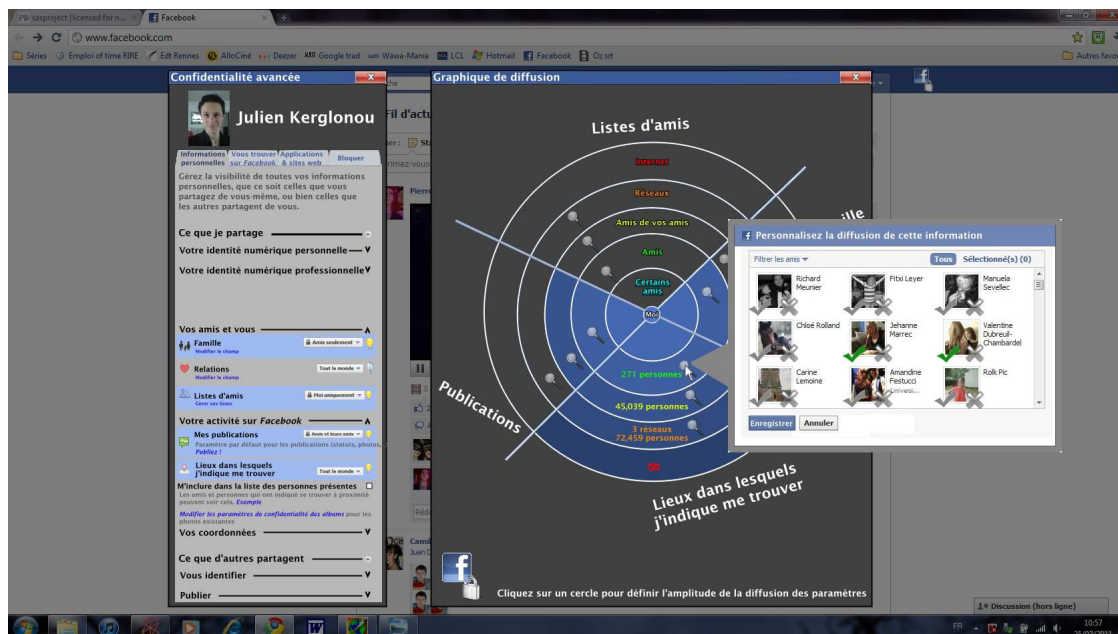 PB sasproject [licensed for n...
Facebook
www.facebook.com
Séries
Emploi of time RIRE
Edt Rennes
AlloCiné
Deezer
Google trad
Wawa-Mania
LCL
Hotmail
Facebook
Oz srt
Autres favo
Confidentialité avancée
Julien Kerglonou
Informations personnelles
Vous trouver sur Facebook
Applications & sites web
Bloquer
Gérez la visibilité de toutes vos informations
personnelles, que ce soit celles que vous
partagez de vous-même, ou bien celles que
les autres partagent de vous.
Ce que je partage
Votre identité numérique personnelle
Votre identité numérique professionnelle
Vos amis et vous
Famille
Amis seulement
Modifier le champ
Relations
Tout le monde
Modifier le champ
Listes d'amis
Moi uniquement
Gérer ses listes
Votre activité sur Facebook
Mes publications
Amis et leurs amis
Paramètre par défaut pour les publications (statuts, photos,
Publiez !
Lieux dans lesquels
j'indique me trouver
Tout le monde
M'inclure dans la liste des personnes présentes
Les amis et personnes qui ont indiqué se trouver à proximité
peuvent voir cela. Exemple
Modifier les paramètres de confidentialité des albums pour les
photos existantes
Vos coordonnées
Ce que d'autres partagent
Vous identifier
Publier
Fil d'actu
Pierre
Camil
Juan D
Graphique de diffusion
Listes d'amis
Internet
Réseaux
Amis de vos amis
Amis
Certains
amis
Moi
271 personnes
45,039 personnes
3 réseaux
72,459 personnes
∞
Publications
Lieux dans lesquels
j'indique me trouver
Cliquez sur un cercle pour définir l'amplitude de la diffusion des paramètres
Personnalisez la diffusion de cette information
Filtrer les amis
Tous
Sélectionné(s) (0)
Richard
Meunier
Fitxi Leyer
Manuela
Sevellec
Chloé Rolland
Jehanne
Marrec
Valentine
Dubreuil-
Chambardel
Carine
Lemoine
Amandine
Festucci
Universi...
Rolk Pic
Enregistrer
Annuler
Discussion (hors ligne)
FR
10:57